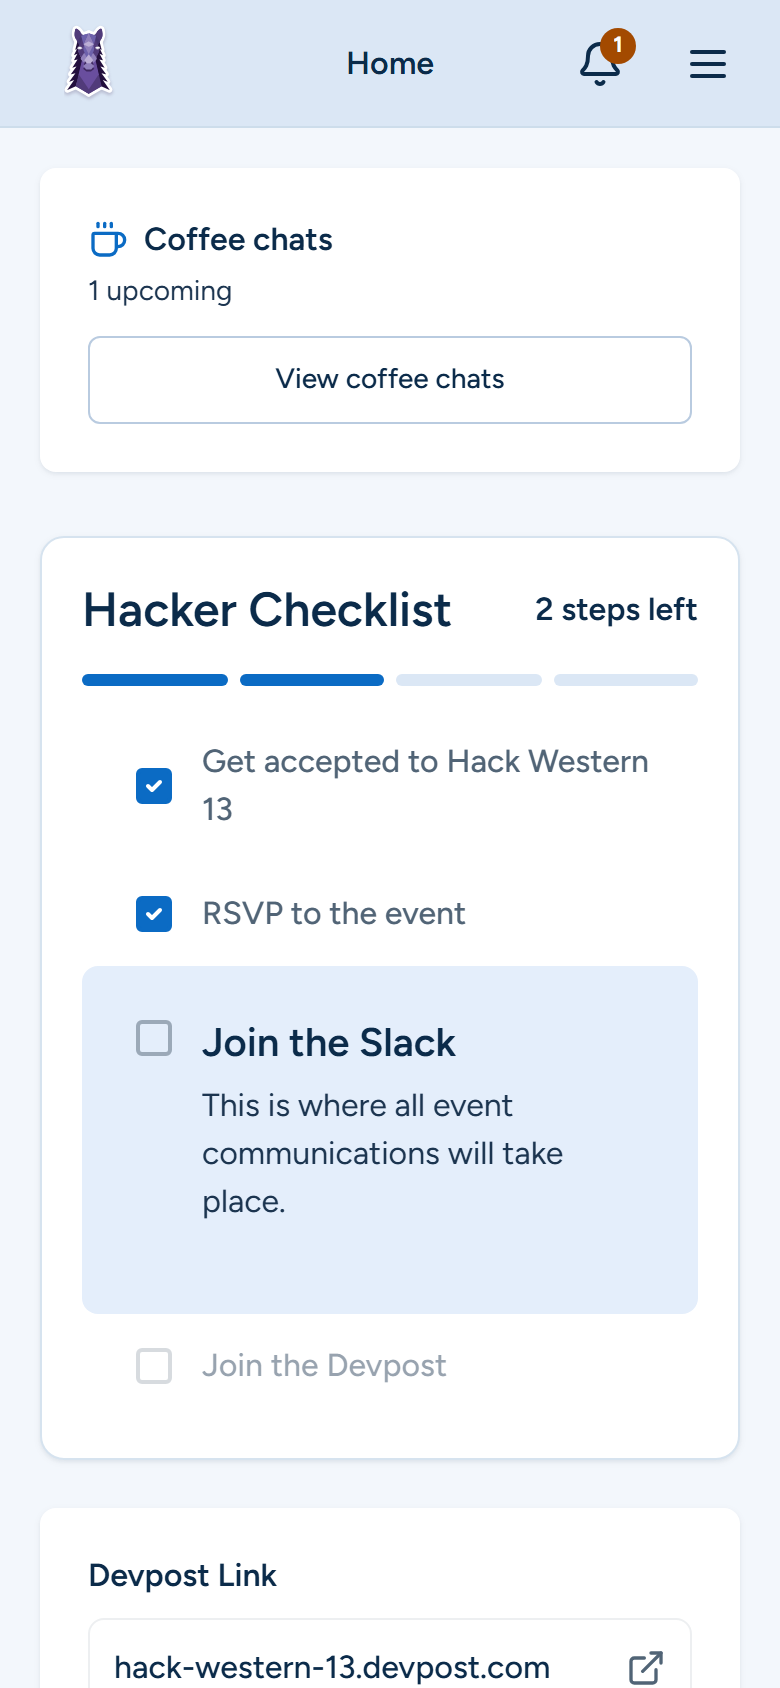 Home
1
Coffee chats
1 upcoming
View coffee chats
Hacker Checklist
2 steps left
Get accepted to Hack Western
13
RSVP to the event
Join the Slack
This is where all event
communications will take
place.
Join the Devpost
Devpost Link
hack-western-13.devpost.com